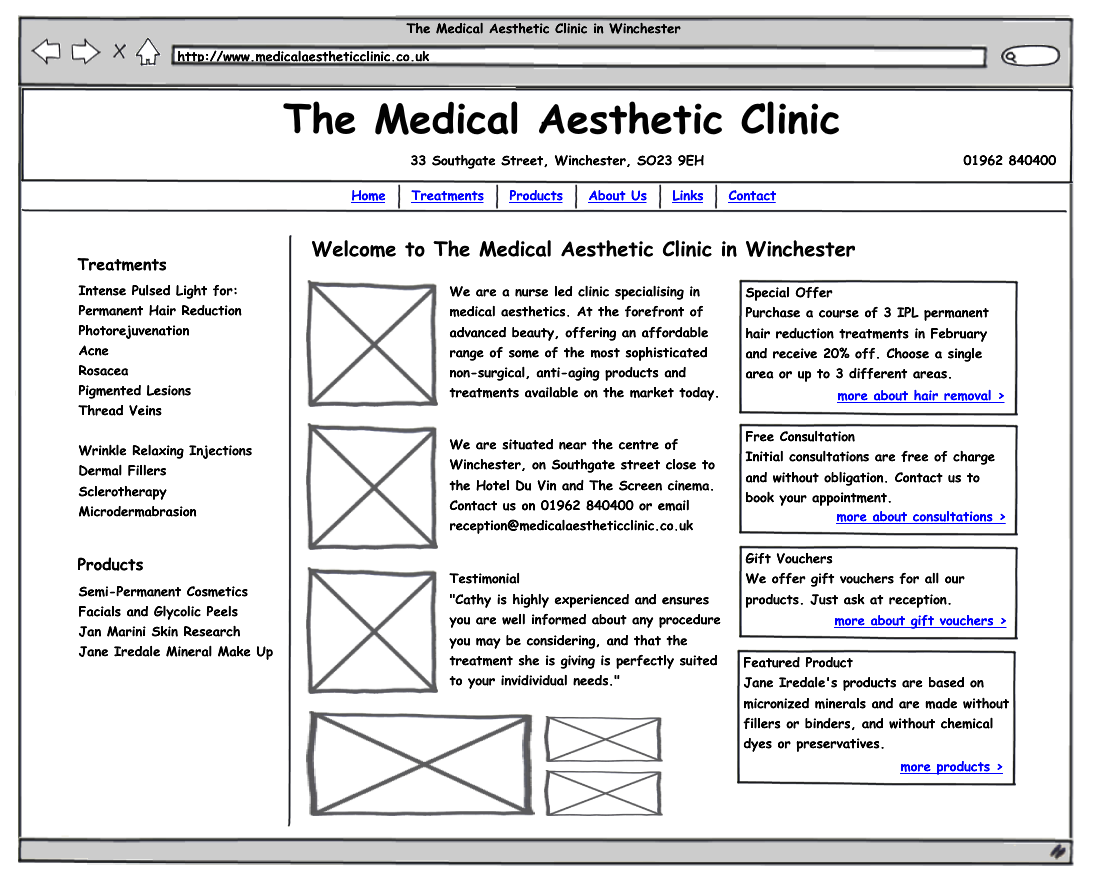 The Medical Aesthetic Clinic in Winchester
http://www.medicalaestheticclinic.co.uk
The Medical Aesthetic Clinic
33 Southgate Street, Winchester, SO23 9EH
01962 840400
Home
Treatments
Products
About Us
Links
Contact
Treatments
Intense Pulsed Light for:
Permanent Hair Reduction
Photorejuvenation
Acne
Rosacea
Pigmented Lesions
Thread Veins
Wrinkle Relaxing Injections
Dermal Fillers
Sclerotherapy
Microdermabrasion
Products
Semi-Permanent Cosmetics
Facials and Glycolic Peels
Jan Marini Skin Research
Jane Iredale Mineral Make Up
Welcome to The Medical Aesthetic Clinic in Winchester
We are a nurse led clinic specialising in
medical aesthetics. At the forefront of
advanced beauty, offering an affordable
range of some of the most sophisticated
non-surgical, anti-aging products and
treatments available on the market today.
We are situated near the centre of
Winchester, on Southgate street close to
the Hotel Du Vin and The Screen cinema.
Contact us on 01962 840400 or email
reception@medicalaestheticclinic.co.uk
Testimonial
"Cathy is highly experienced and ensures
you are well informed about any procedure
you may be considering, and that the
treatment she is giving is perfectly suited
to your invidividual needs."
Special Offer
Purchase a course of 3 IPL permanent
hair reduction treatments in February
and receive 20% off. Choose a single
area or up to 3 different areas.
more about hair removal >
Free Consultation
Initial consultations are free of charge
and without obligation. Contact us to
book your appointment.
more about consultations >
Gift Vouchers
We offer gift vouchers for all our
products. Just ask at reception.
more about gift vouchers >
Featured Product
Jane Iredale's products are based on
micronized minerals and are made without
fillers or binders, and without chemical
dyes or preservatives.
more products >